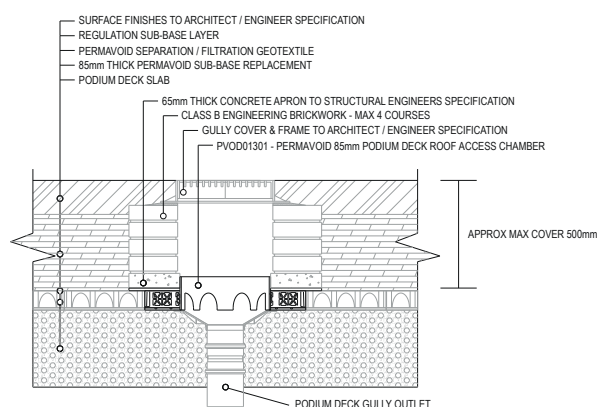 SURFACE FINISHES TO ARCHITECT / ENGINEER SPECIFICATION
REGULATION SUB-BASE LAYER
PERMAVOID SEPARATION / FILTRATION GEOTEXTILE
85mm THICK PERMAVOID SUB-BASE REPLACEMENT
PODIUM DECK SLAB
65mm THICK CONCRETE APRON TO STRUCTURAL ENGINEERS SPECIFICATION
CLASS B ENGINEERING BRICKWORK - MAX 4 COURSES
GULLY COVER & FRAME TO ARCHITECT / ENGINEER SPECIFICATION
PVOD01301 - PERMAVOID 85mm PODIUM DECK ROOF ACCESS CHAMBER
APPROX MAX COVER 500mm
PODIUM DECK GULLY OUTLET